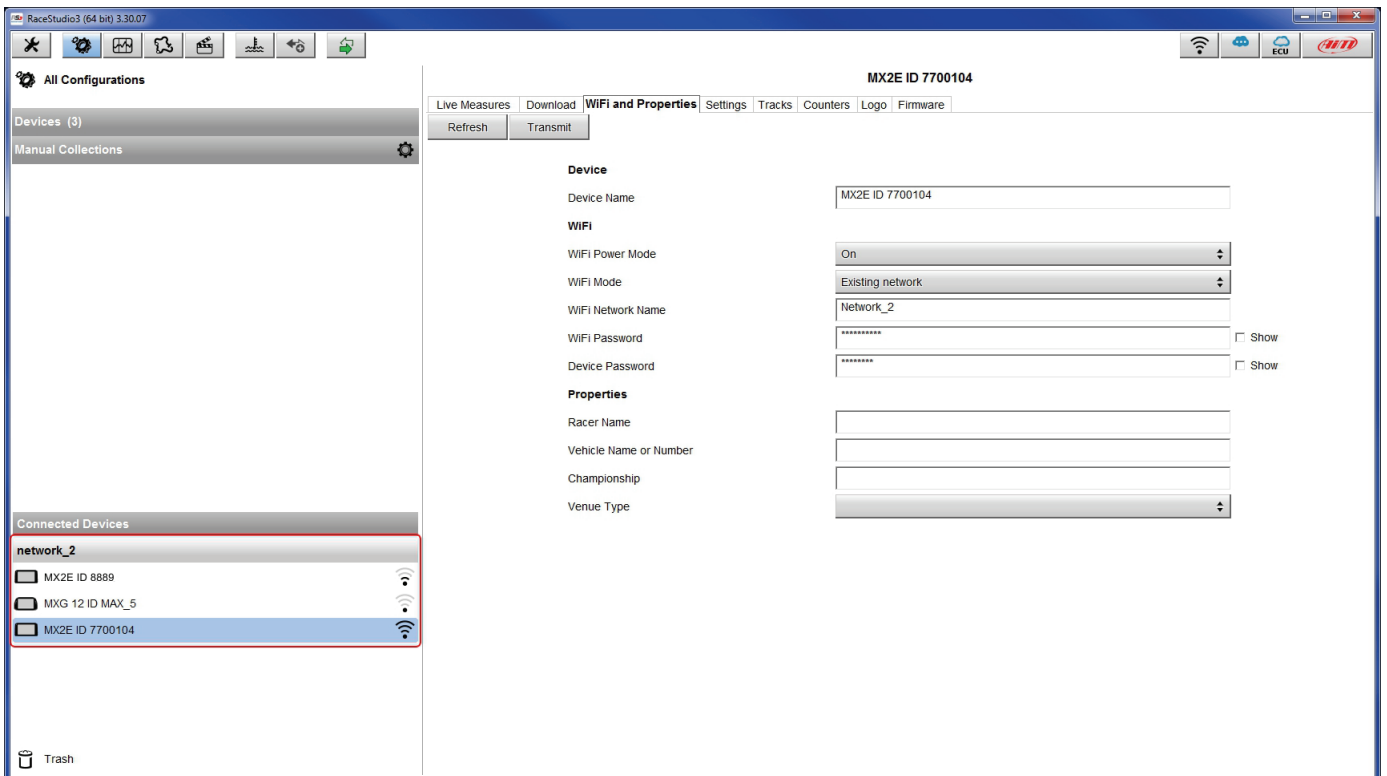 RaceStudio3 (64 bit) 3.30.07
ECU
AiM
All Configurations
MX2E ID 7700104
Live Measures Download WiFi and Properties Settings Tracks Counters Logo Firmware
Devices (3)
Refresh Transmit
Manual Collections
Device
Device Name MX2E ID 7700104
WiFi
WiFi Power Mode On
WiFi Mode Existing network
WiFi Network Name Network_2
WiFi Password ********** Show
Device Password ******** Show
Properties
Racer Name
Vehicle Name or Number
Championship
Venue Type
Connected Devices
network_2
MX2E ID 8889
MXG 12 ID MAX_5
MX2E ID 7700104
Trash